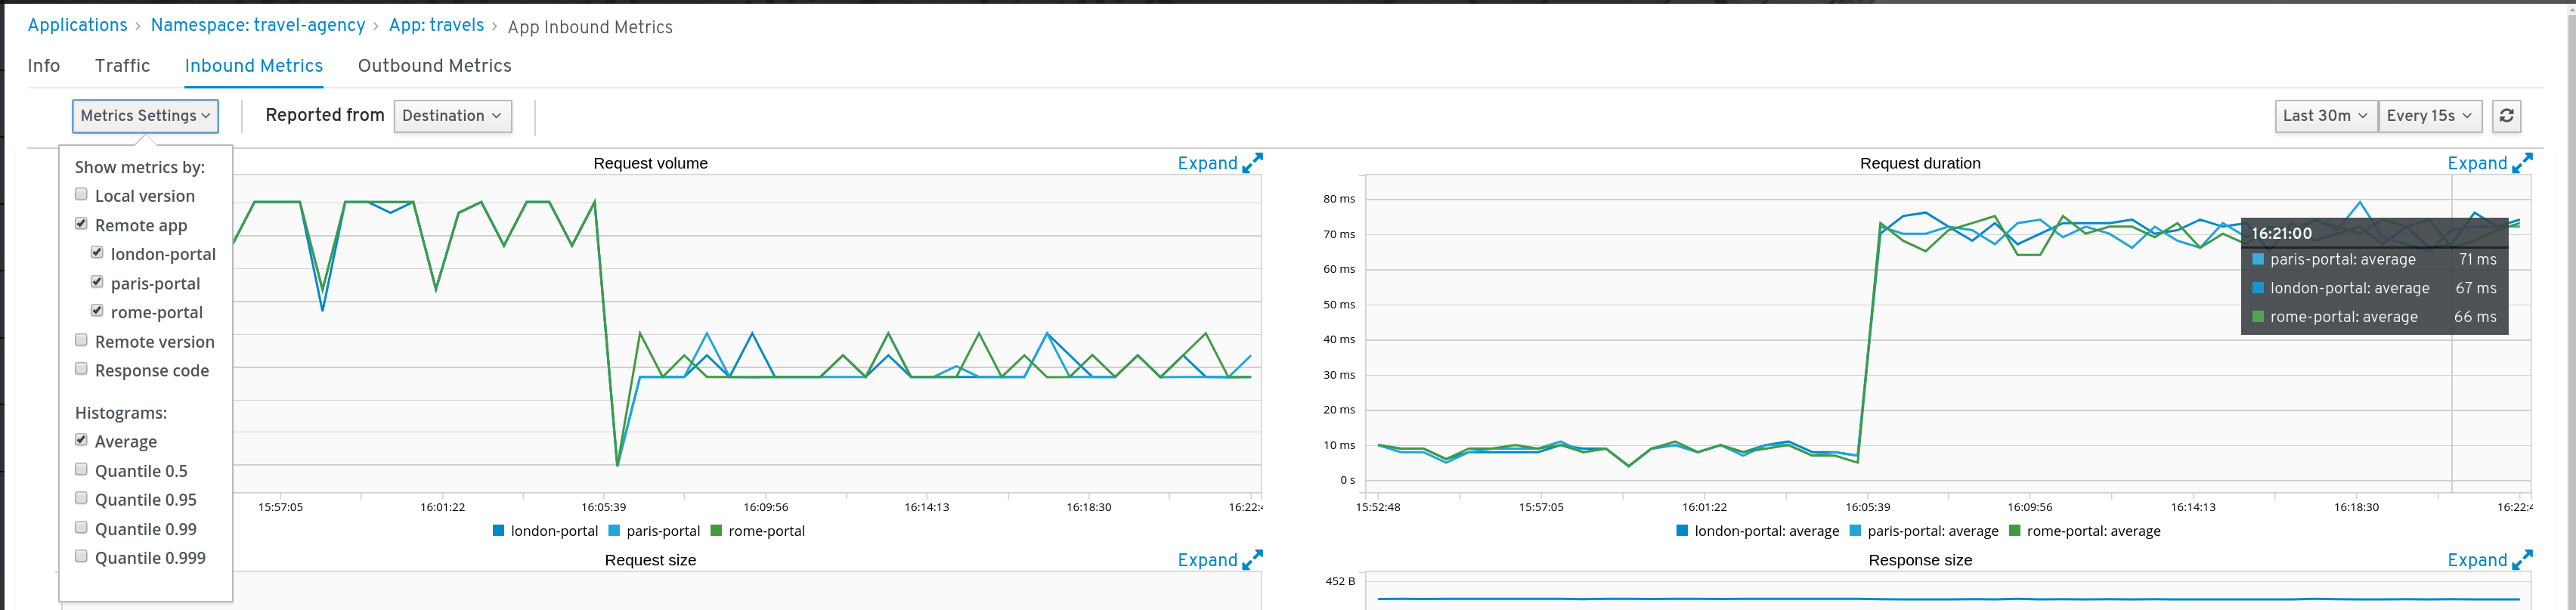 Applications › Namespace: travel-agency › App: travels › App Inbound Metrics
Info Traffic Inbound Metrics Outbound Metrics
Metrics Settings Reported from Destination Last 30m Every 15s
Show metrics by:
Local version
Remote app
london-portal
paris-portal
rome-portal
Remote version
Response code
Histograms:
Average
Quantile 0.5
Quantile 0.95
Quantile 0.99
Quantile 0.999
Request volume Expand
15:57:05 16:01:22 16:05:39 16:09:56 16:14:13 16:18:30 16:22:4
london-portal paris-portal rome-portal
Request duration Expand
80 ms
70 ms
60 ms
50 ms
40 ms
30 ms
20 ms
10 ms
0 s
16:21:00
paris-portal: average 71 ms
london-portal: average 67 ms
rome-portal: average 66 ms
15:52:48 15:57:05 16:01:22 16:05:39 16:09:56 16:14:13 16:18:30 16:22:4
london-portal: average paris-portal: average rome-portal: average
Request size Expand
Response size Expand
452 B